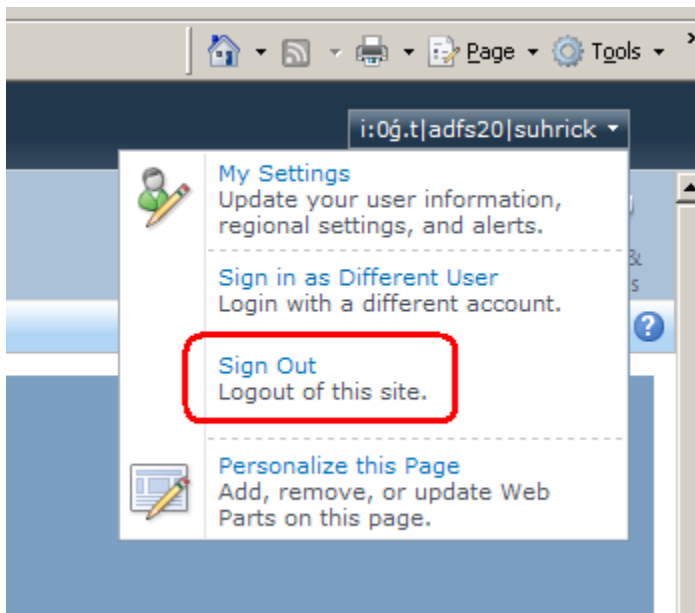 Page Tools
i:0ǵ.t|adfs20|suhrick
My Settings
Update your user information,
regional settings, and alerts.
&
s
Sign in as Different User
Login with a different account.
Sign Out
Logout of this site.
Personalize this Page
Add, remove, or update Web
Parts on this page.